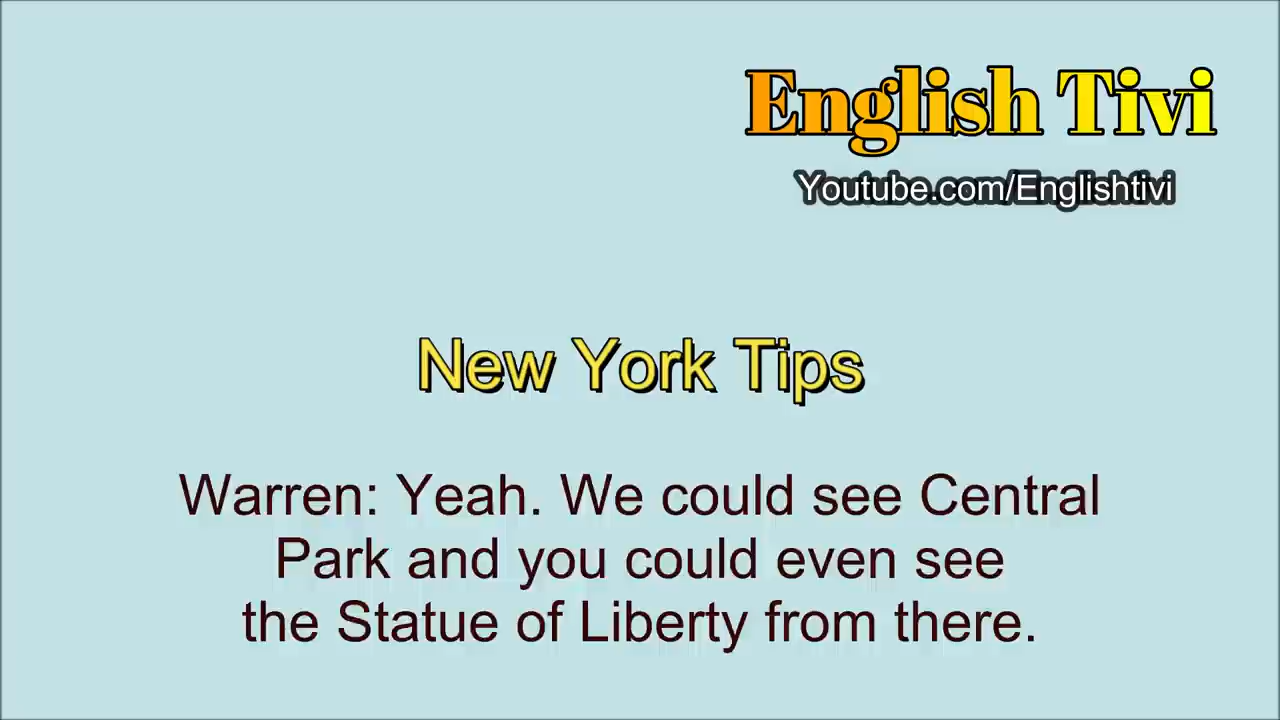 English Tivi
Youtube.com/Englishtivi
New York Tips
Warren: Yeah. We could see Central
Park and you could even see
the Statue of Liberty from there.